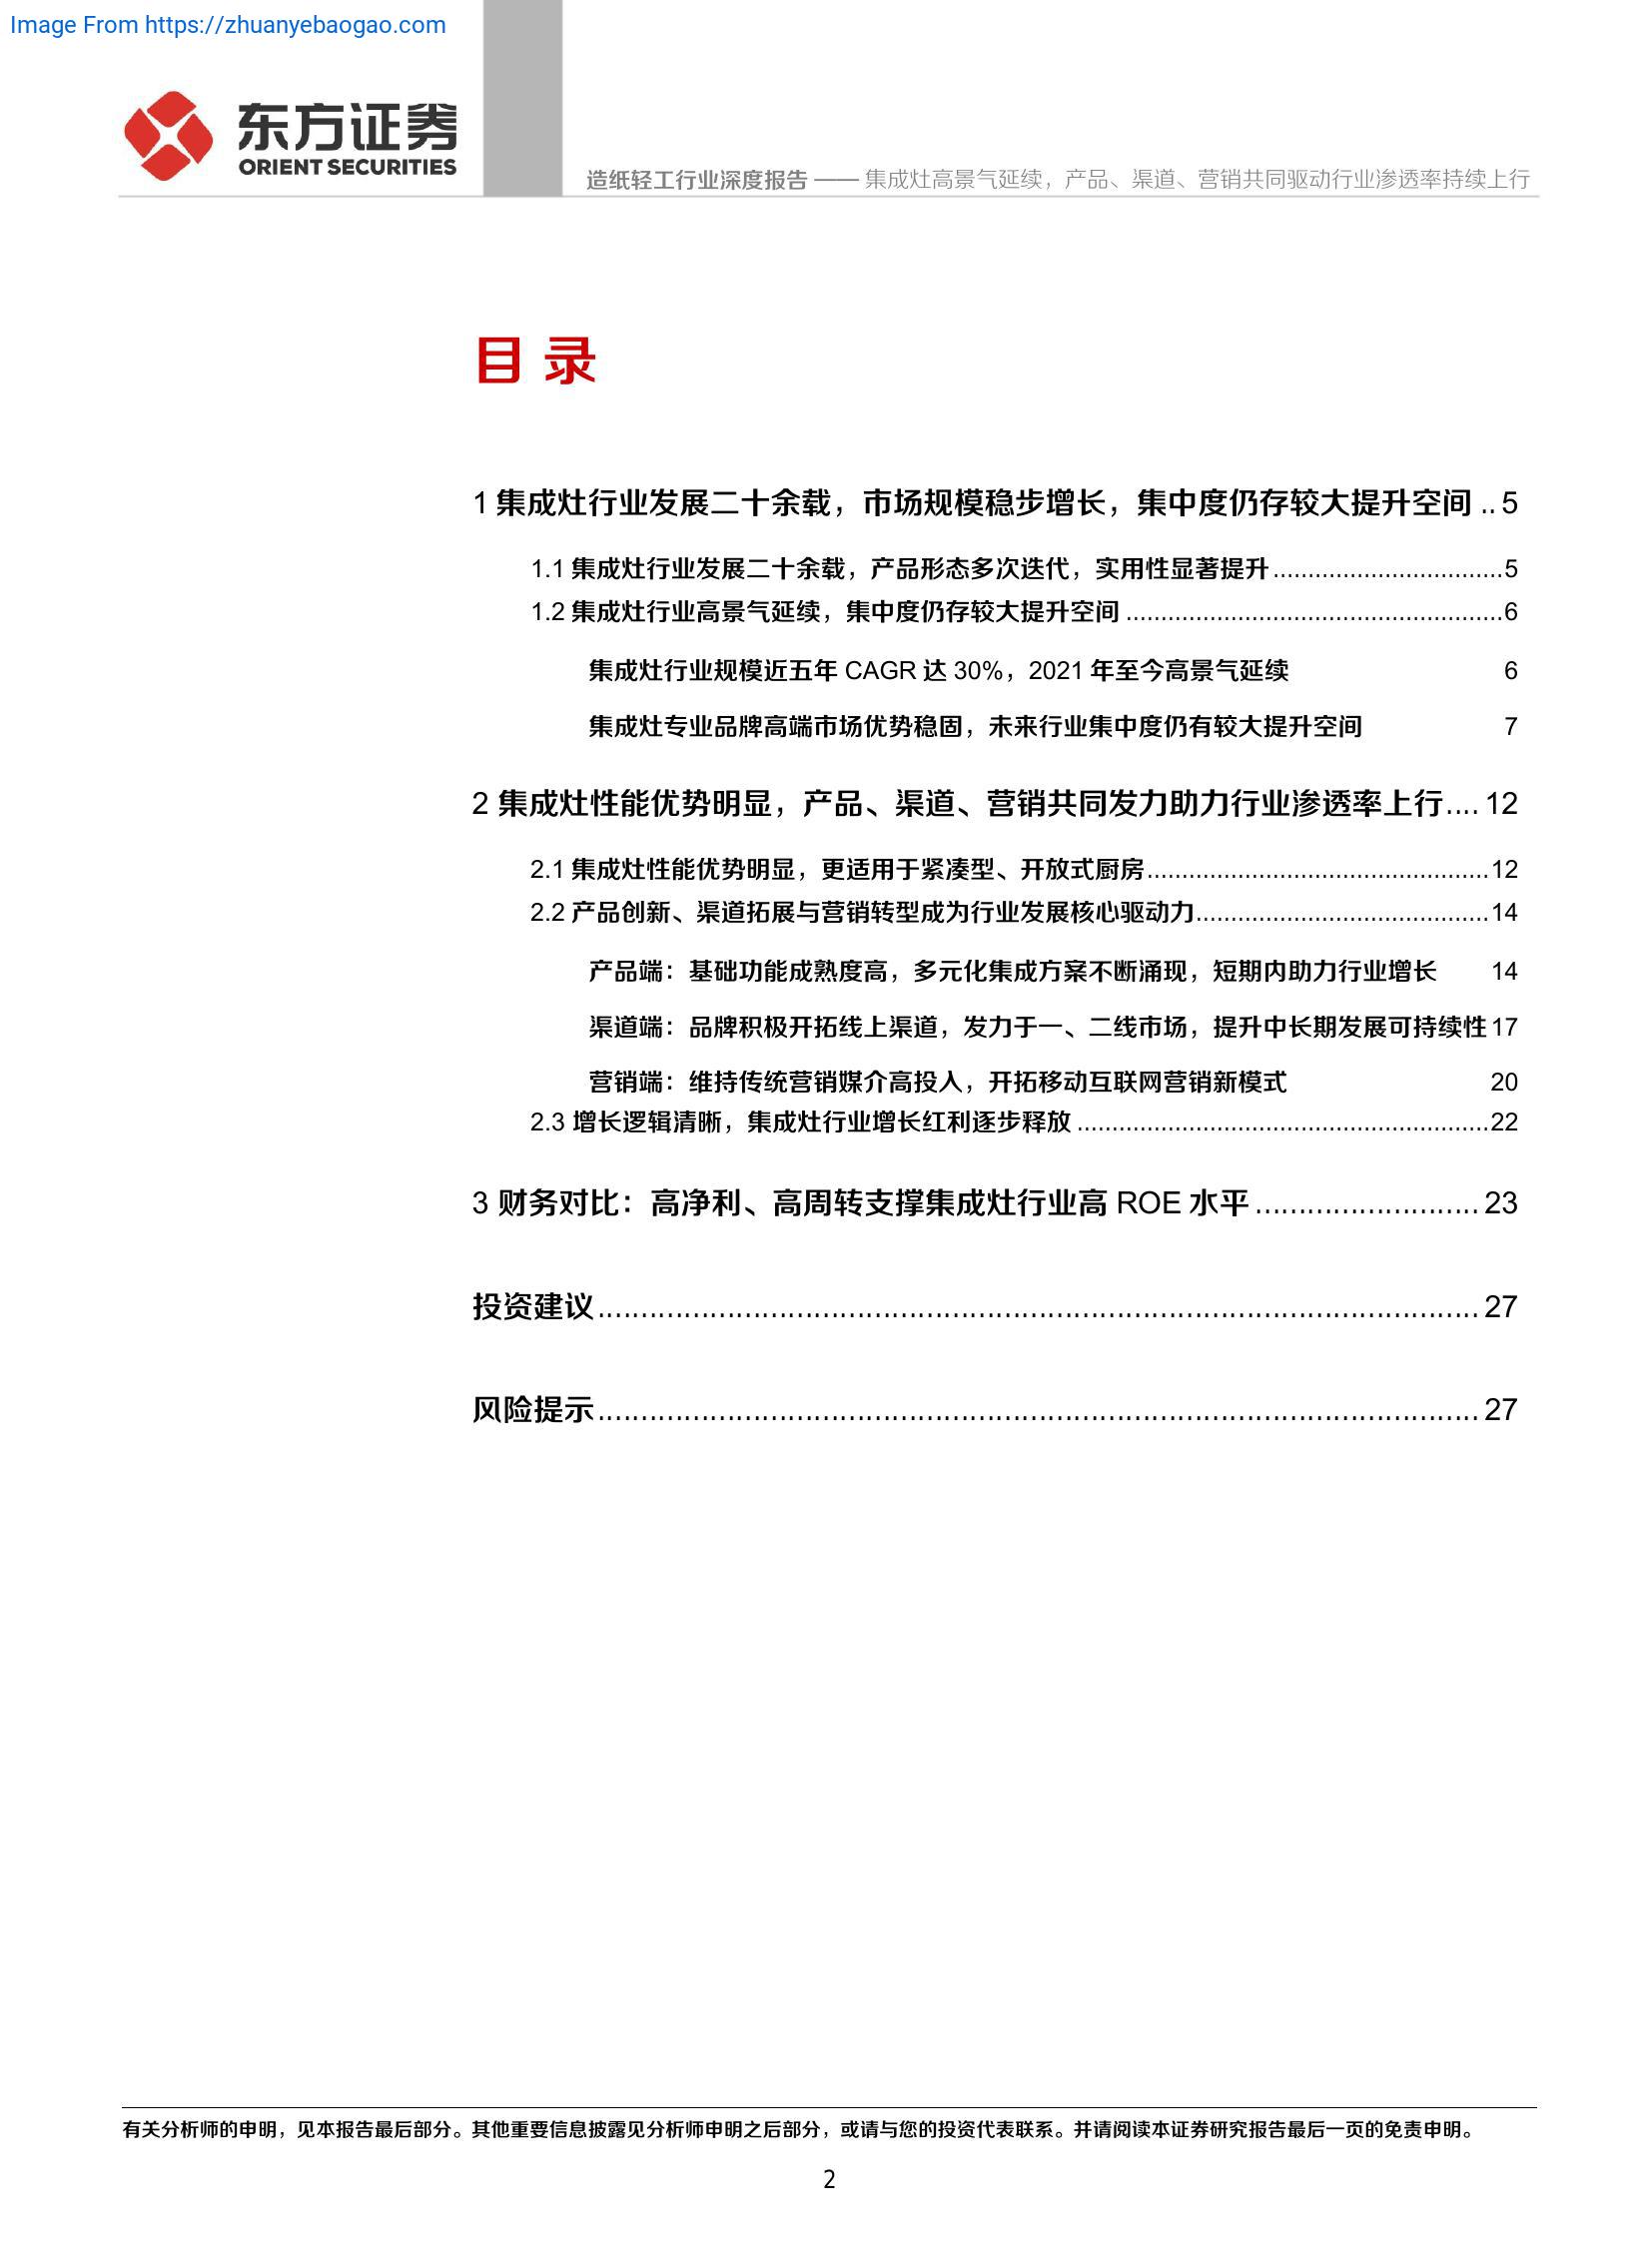 Image From https://zhuanyebaogao.com
东方证券
ORIENT SECURITIES
造纸轻工行业深度报告 —— 集成灶高景气延续，产品、渠道、营销共同驱动行业渗透率持续上行
目 录
1 集成灶行业发展二十余载，市场规模稳步增长，集中度仍存较大提升空间 .. 5
1.1 集成灶行业发展二十余载，产品形态多次迭代，实用性显著提升.................................5
1.2 集成灶行业高景气延续，集中度仍存较大提升空间 ......................................................6
集成灶行业规模近五年 CAGR 达 30%，2021 年至今高景气延续 6
集成灶专业品牌高端市场优势稳固，未来行业集中度仍有较大提升空间 7
2 集成灶性能优势明显，产品、渠道、营销共同发力助力行业渗透率上行.... 12
2.1 集成灶性能优势明显，更适用于紧凑型、开放式厨房.................................................12
2.2 产品创新、渠道拓展与营销转型成为行业发展核心驱动力..........................................14
产品端：基础功能成熟度高，多元化集成方案不断涌现，短期内助力行业增长 14
渠道端：品牌积极开拓线上渠道，发力于一、二线市场，提升中长期发展可持续性 17
营销端：维持传统营销媒介高投入，开拓移动互联网营销新模式 20
2.3 增长逻辑清晰，集成灶行业增长红利逐步释放 ...........................................................22
3 财务对比：高净利、高周转支撑集成灶行业高 ROE 水平 .......................... 23
投资建议...................................................................................................... 27
风险提示...................................................................................................... 27
有关分析师的申明，见本报告最后部分。其他重要信息披露见分析师申明之后部分，或请与您的投资代表联系。并请阅读本证券研究报告最后一页的免责申明。
2